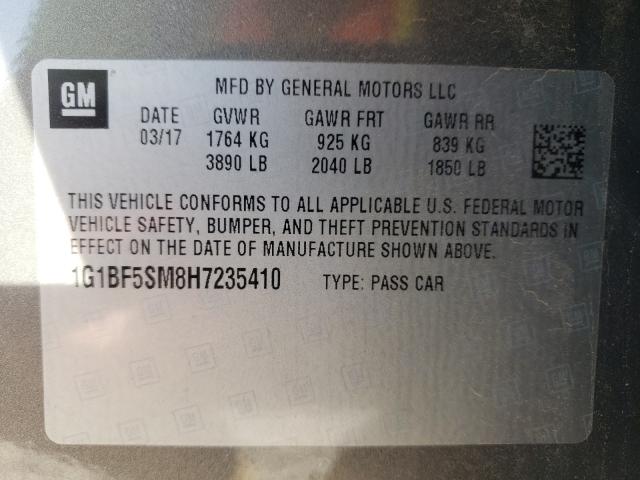 GM
MFD BY GENERAL MOTORS LLC
DATE GVWR GAWR FRT GAWR RR
03/17 1764 KG 925 KG 839 KG
3890 LB 2040 LB 1850 LB
THIS VEHICLE CONFORMS TO ALL APPLICABLE U.S. FEDERAL MOTOR
VEHICLE SAFETY, BUMPER, AND THEFT PREVENTION STANDARDS IN
EFFECT ON THE DATE OF MANUFACTURE SHOWN ABOVE.
1G1BF5SM8H7235410 TYPE: PASS CAR